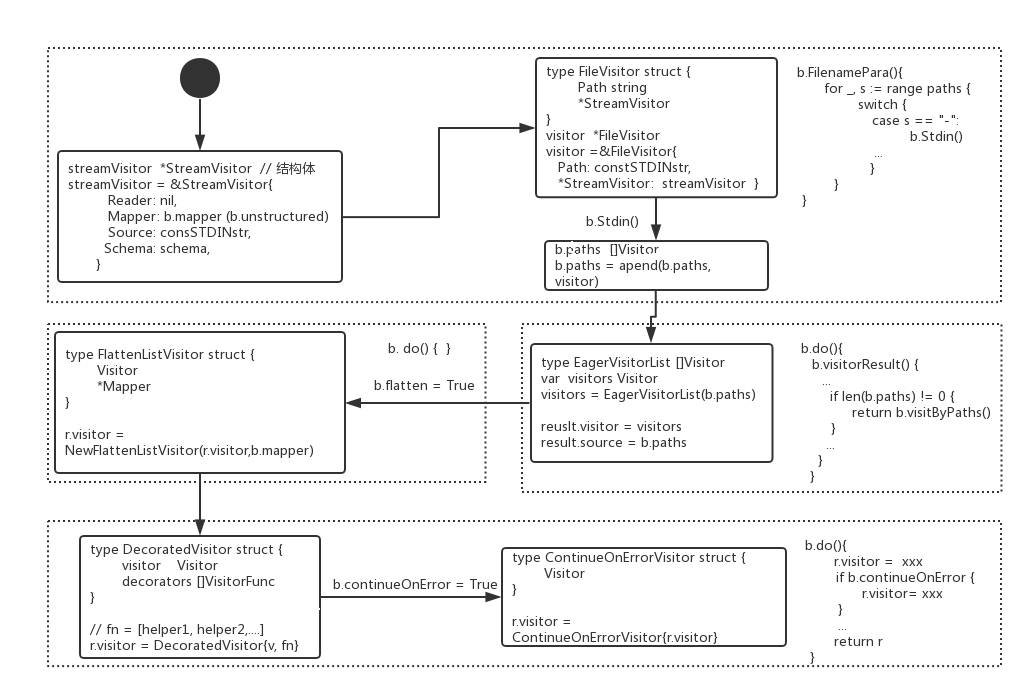 streamVisitor *StreamVisitor // 结构体
streamVisitor = &StreamVisitor{
Reader: nil,
Mapper: b.mapper (b.unstructured)
Source: consSTDINstr,
Schema: schema,
}
type FileVisitor struct {
Path string
*StreamVisitor
}
visitor *FileVisitor
visitor =&FileVisitor{
Path: constSTDINstr,
*StreamVisitor: streamVisitor }
b.FilenamePara(){
for _, s := range paths {
switch {
case s == "-":
b.Stdin()
...
}
}
}
b.Stdin()
b.paths []Visitor
b.paths = apend(b.paths,
visitor)
type FlattenListVisitor struct {
Visitor
*Mapper
}
r.visitor =
NewFlattenListVisitor(r.visitor,b.mapper)
b. do() { }
b.flatten = True
type EagerVisitorList []Visitor
var visitors Visitor
visitors = EagerVisitorList(b.paths)
reuslt.visitor = visitors
result.source = b.paths
b.do(){
b.visitorResult() {
...
if len(b.paths) != 0 {
return b.visitByPaths()
}
...
}
}
type DecoratedVisitor struct {
visitor Visitor
decorators []VisitorFunc
}
// fn = [helper1, helper2,....]
r.visitor = DecoratedVisitor{v, fn}
b.continueOnError = True
type ContinueOnErrorVisitor struct {
Visitor
}
r.visitor =
ContinueOnErrorVisitor{r.visitor}
b.do(){
r.visitor = xxx
if b.continueOnError {
r.visitor= xxx
}
...
return r
}